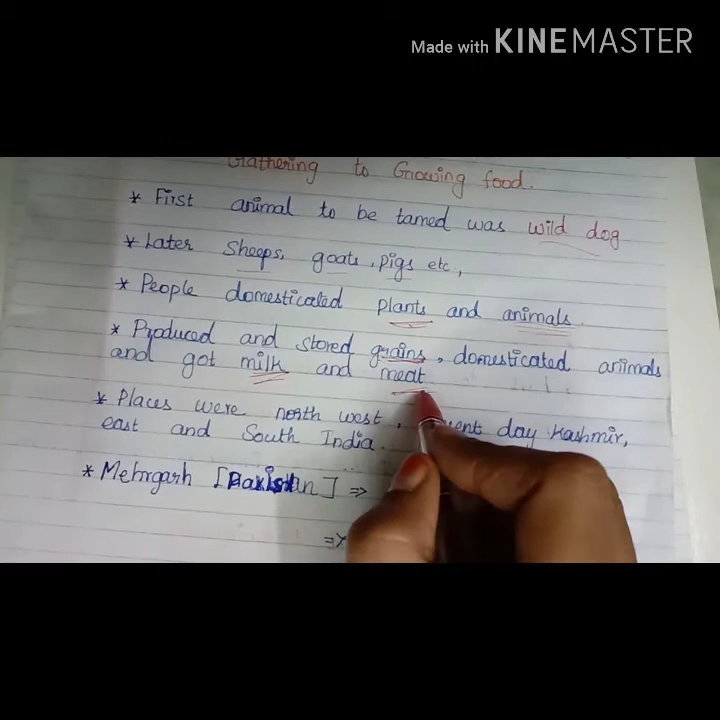 Made with KINEMASTER
Gathering to Growing food.
* First animal to be tamed was wild dog
* Later Sheeps, goats, pigs etc.,
* People domesticated plants and animals.
* Produced and stored grains, domesticated animals
and got milk and meat
* Places were north west, day Kashmir,
east and South India.
* Mehrgarh [Pakistan] ⇒
⇒